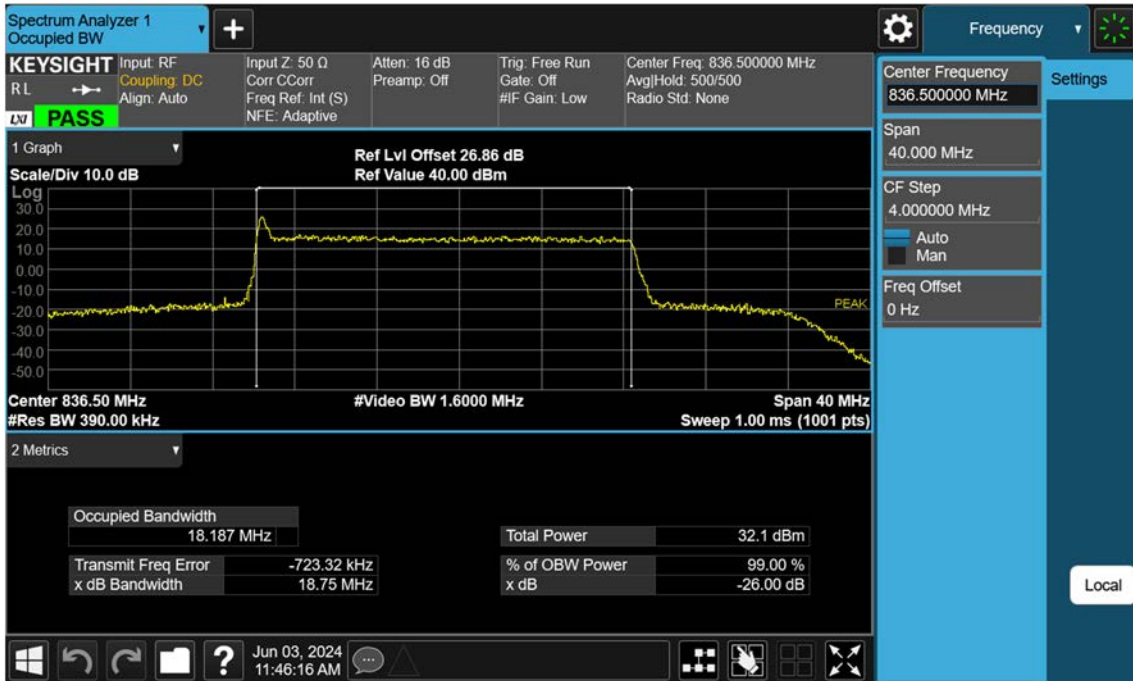 Spectrum Analyzer 1
Occupied BW
Frequency
KEYSIGHT
R L
LXI PASS
Input: RF
Coupling: DC
Align: Auto
Input Z: 50 Ω
Corr CCorr
Freq Ref: Int (S)
NFE: Adaptive
Atten: 16 dB
Preamp: Off
Trig: Free Run
Gate: Off
#IF Gain: Low
Center Freq: 836.500000 MHz
Avg|Hold: 500/500
Radio Std: None
1 Graph
Scale/Div 10.0 dB
Ref Lvl Offset 26.86 dB
Ref Value 40.00 dBm
Log
30.0
20.0
10.0
0.00
-10.0
-20.0
-30.0
-40.0
-50.0
PEAK
Center 836.50 MHz
#Video BW 1.6000 MHz
Span 40 MHz
#Res BW 390.00 kHz
Sweep 1.00 ms (1001 pts)
2 Metrics
Occupied Bandwidth
18.187 MHz
Total Power 32.1 dBm
Transmit Freq Error -723.32 kHz
% of OBW Power 99.00 %
x dB Bandwidth 18.75 MHz
x dB -26.00 dB
Center Frequency
836.500000 MHz
Span
40.000 MHz
CF Step
4.000000 MHz
Auto
Man
Freq Offset
0 Hz
Settings
Local
?
Jun 03, 2024
11:46:16 AM